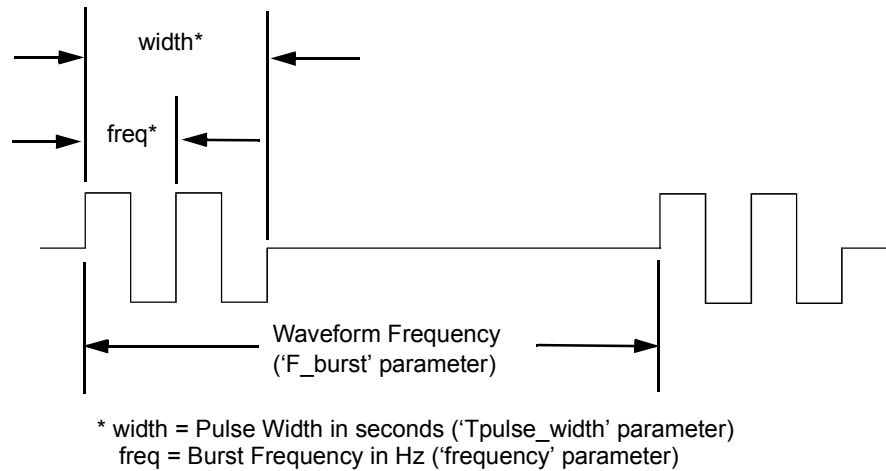 width*
freq*
Waveform Frequency
(‘F_burst’ parameter)
* width = Pulse Width in seconds (‘Tpulse_width’ parameter)
freq = Burst Frequency in Hz (‘frequency’ parameter)